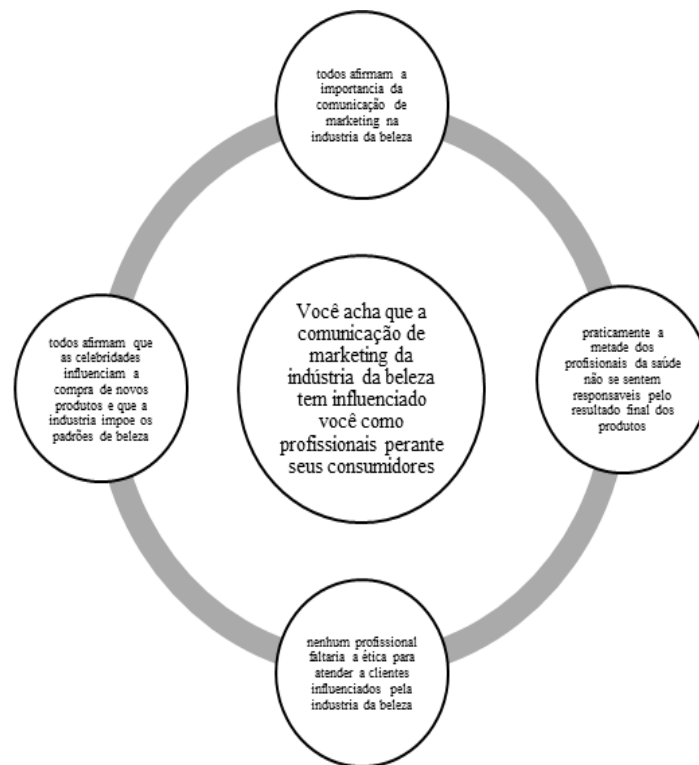 todos afirmam a
importancia da
comunicação de
marketing na
industria da beleza
Você acha que a
comunicação de
marketing da
indústria da beleza
tem influenciado
você como
profissionais perante
seus consumidores
praticamente a
metade dos
profisionais da saúde
não se sentem
responsaveis pelo
resultado final dos
produtos
nenhum profissional
faltaria a ética para
atender a clientes
influenciados pela
industria da beleza
todos afirmam que
as celebridades
influenciam a
compra de novos
produtos e que a
industria impoe os
padrões de beleza